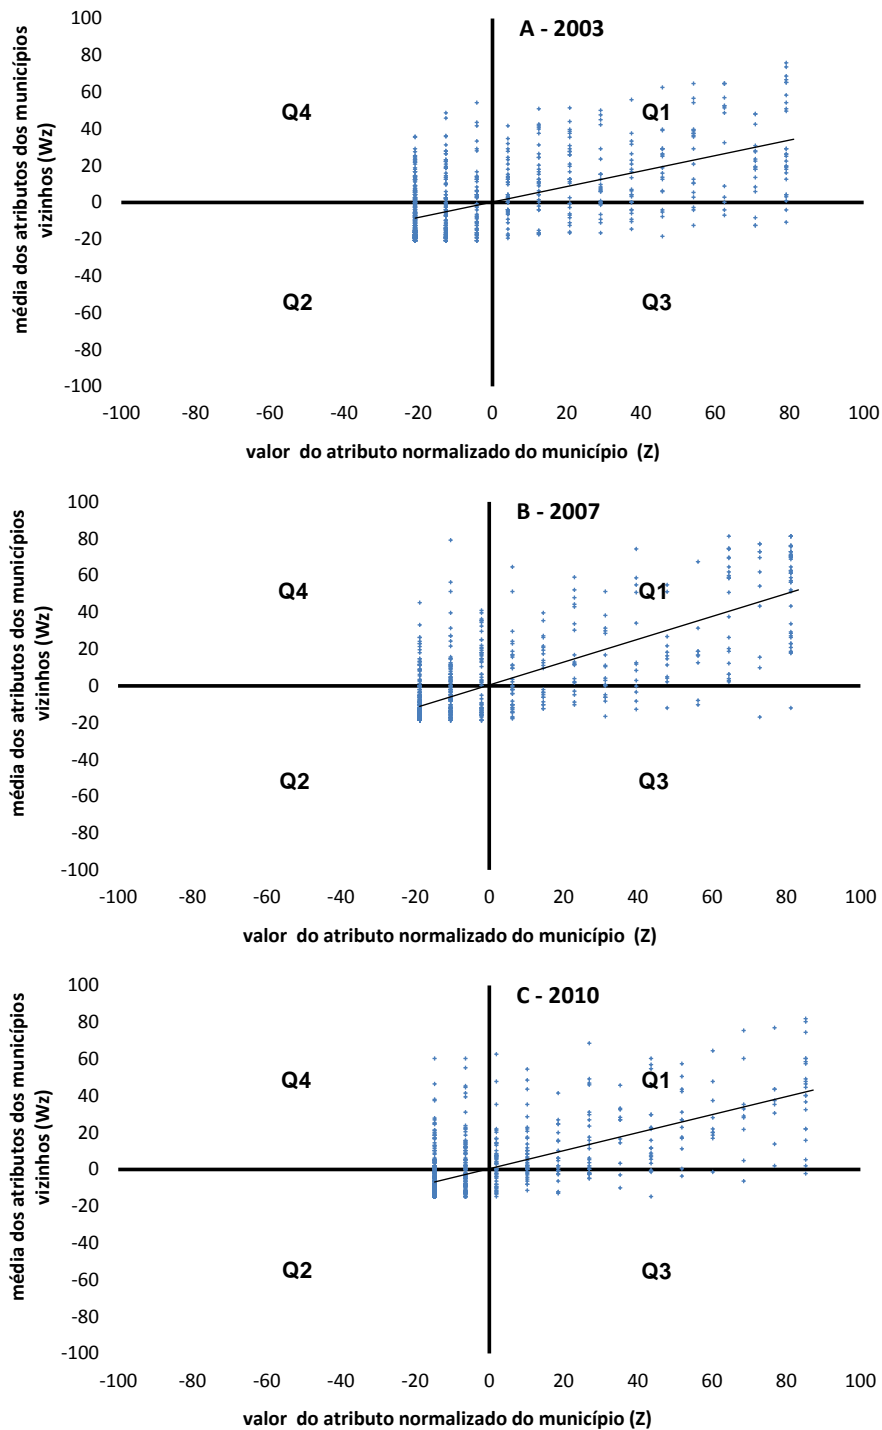 A - 2003
média dos atributos dos municípios
vizinhos (Wz)
100
80
60
40
20
0
-20
-40
-60
-80
-100
Q4
Q1
Q2
Q3
-100 -80 -60 -40 -20 0 20 40 60 80 100
valor do atributo normalizado do município (Z)
B - 2007
média dos atributos dos municípios
vizinhos (Wz)
100
80
60
40
20
0
-20
-40
-60
-80
-100
Q4
Q1
Q2
Q3
-100 -80 -60 -40 -20 0 20 40 60 80 100
valor do atributo normalizado do município (Z)
C - 2010
média dos atributos dos municípios
vizinhos (Wz)
100
80
60
40
20
0
-20
-40
-60
-80
-100
Q4
Q1
Q2
Q3
-100 -80 -60 -40 -20 0 20 40 60 80 100
valor do atributo normalizado do município (Z)